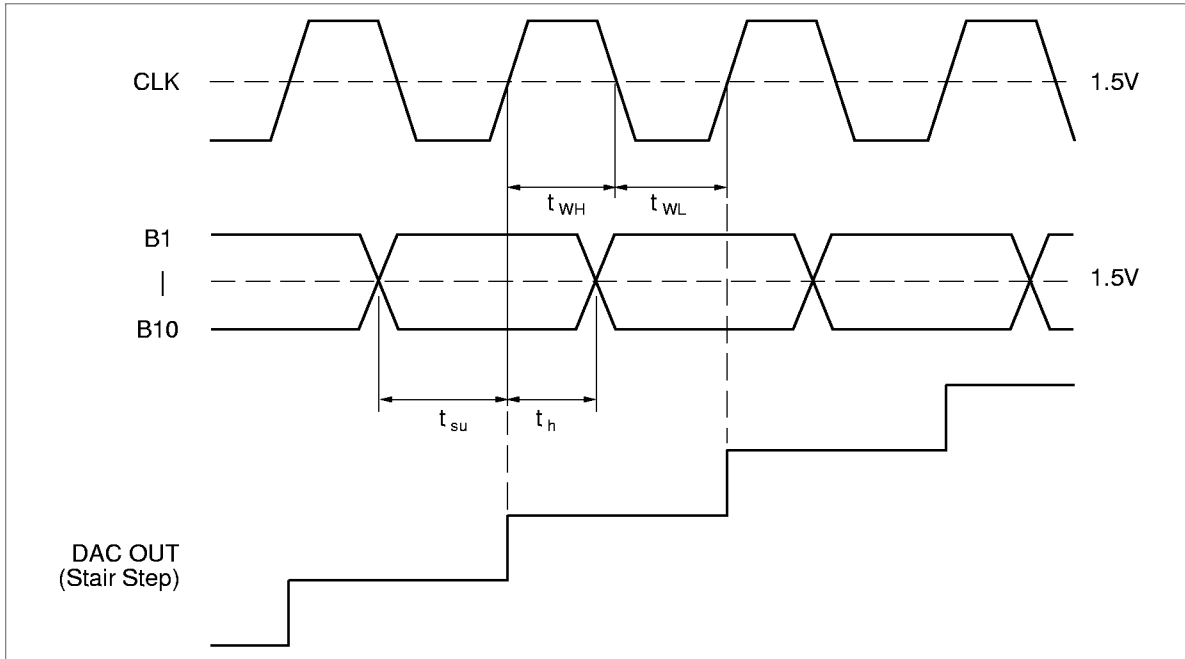 CLK
1.5V
t WH
t WL
B1
|
B10
1.5V
t su
t h
DAC OUT
(Stair Step)